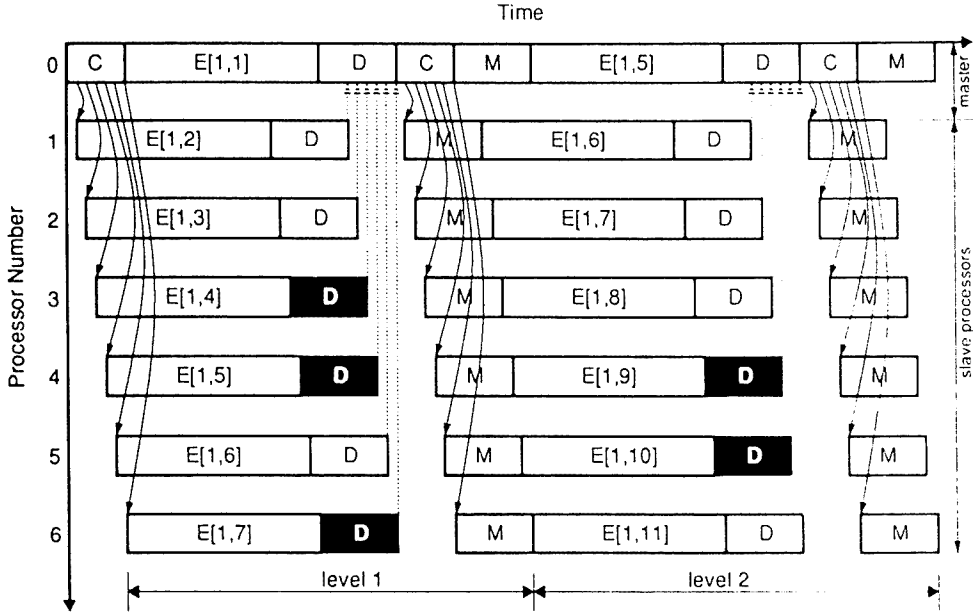 Time
0 C E[1,1] D C M E[1,5] D C M
1 E[1,2] D M E[1,6] D M
2 E[1,3] D M E[1,7] D M
3 E[1,4] D M E[1,8] D M
4 E[1,5] D M E[1,9] D M
5 E[1,6] D M E[1,10] D M
6 E[1,7] D M E[1,11] D M
level 1 level 2
Processor Number
master
slave processors